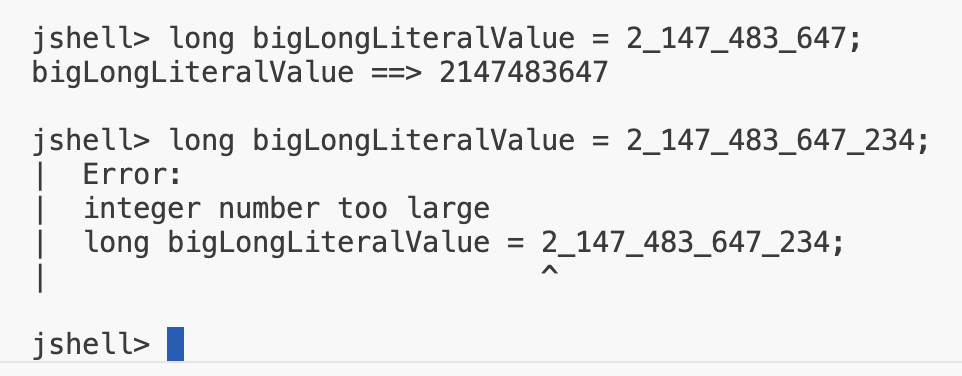 jshell> long bigLongLiteralValue = 2_147_483_647;
bigLongLiteralValue ==> 2147483647
jshell> long bigLongLiteralValue = 2_147_483_647_234;
|  Error:
|  integer number too large
|  long bigLongLiteralValue = 2_147_483_647_234;
|                             ^
jshell>